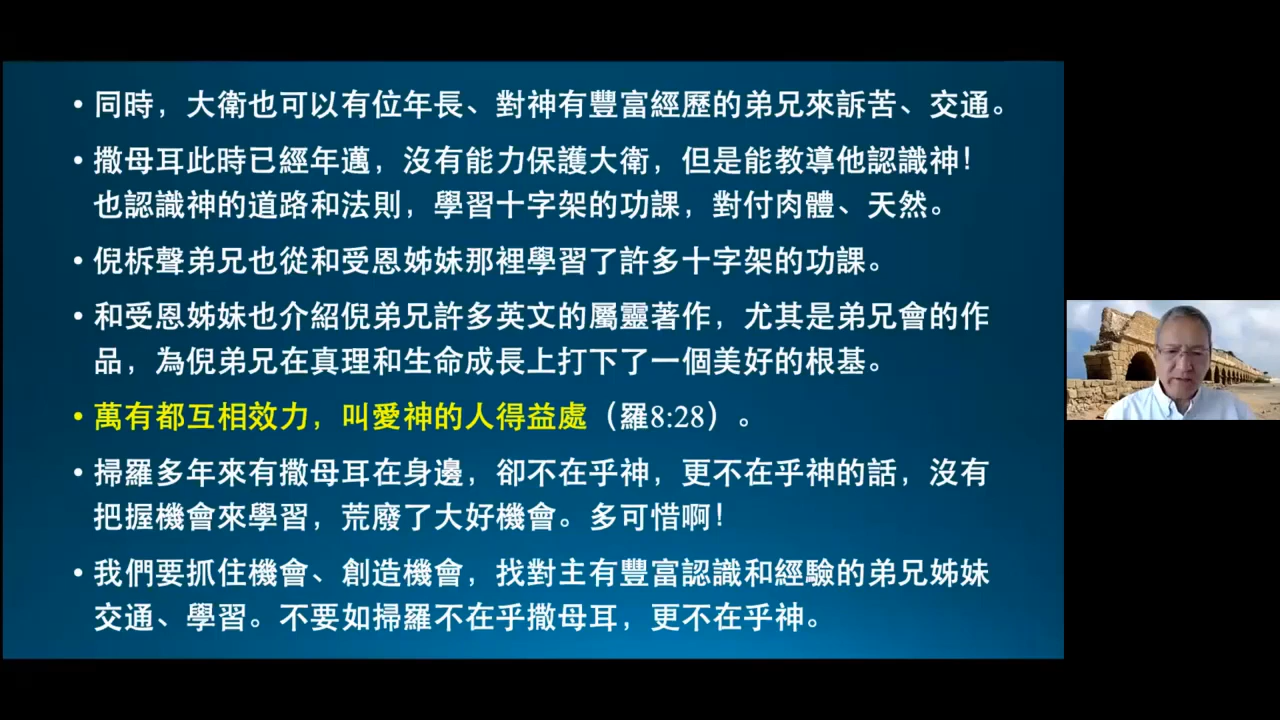 • 同時，大衛也可以有位年長、對神有豐富經歷的弟兄來訴苦、交通。
• 撒母耳此時已經年邁，沒有能力保護大衛，但是能教導他認識神！
也認識神的道路和法則，學習十字架的功課，對付肉體、天然。
• 倪柝聲弟兄也從和受恩姊妹那裡學習了許多十字架的功課。
• 和受恩姊妹也介紹倪弟兄許多英文的屬靈著作，尤其是弟兄會的作
品，為倪弟兄在真理和生命成長上打下了一個美好的根基。
• 萬有都互相效力，叫愛神的人得益處（羅8:28）。
• 掃羅多年來有撒母耳在身邊，卻不在乎神，更不在乎神的話，沒有
把握機會來學習，荒廢了大好機會。多可惜啊！
• 我們要抓住機會、創造機會，找對主有豐富認識和經驗的弟兄姊妹
交通、學習。不要如掃羅不在乎撒母耳，更不在乎神。